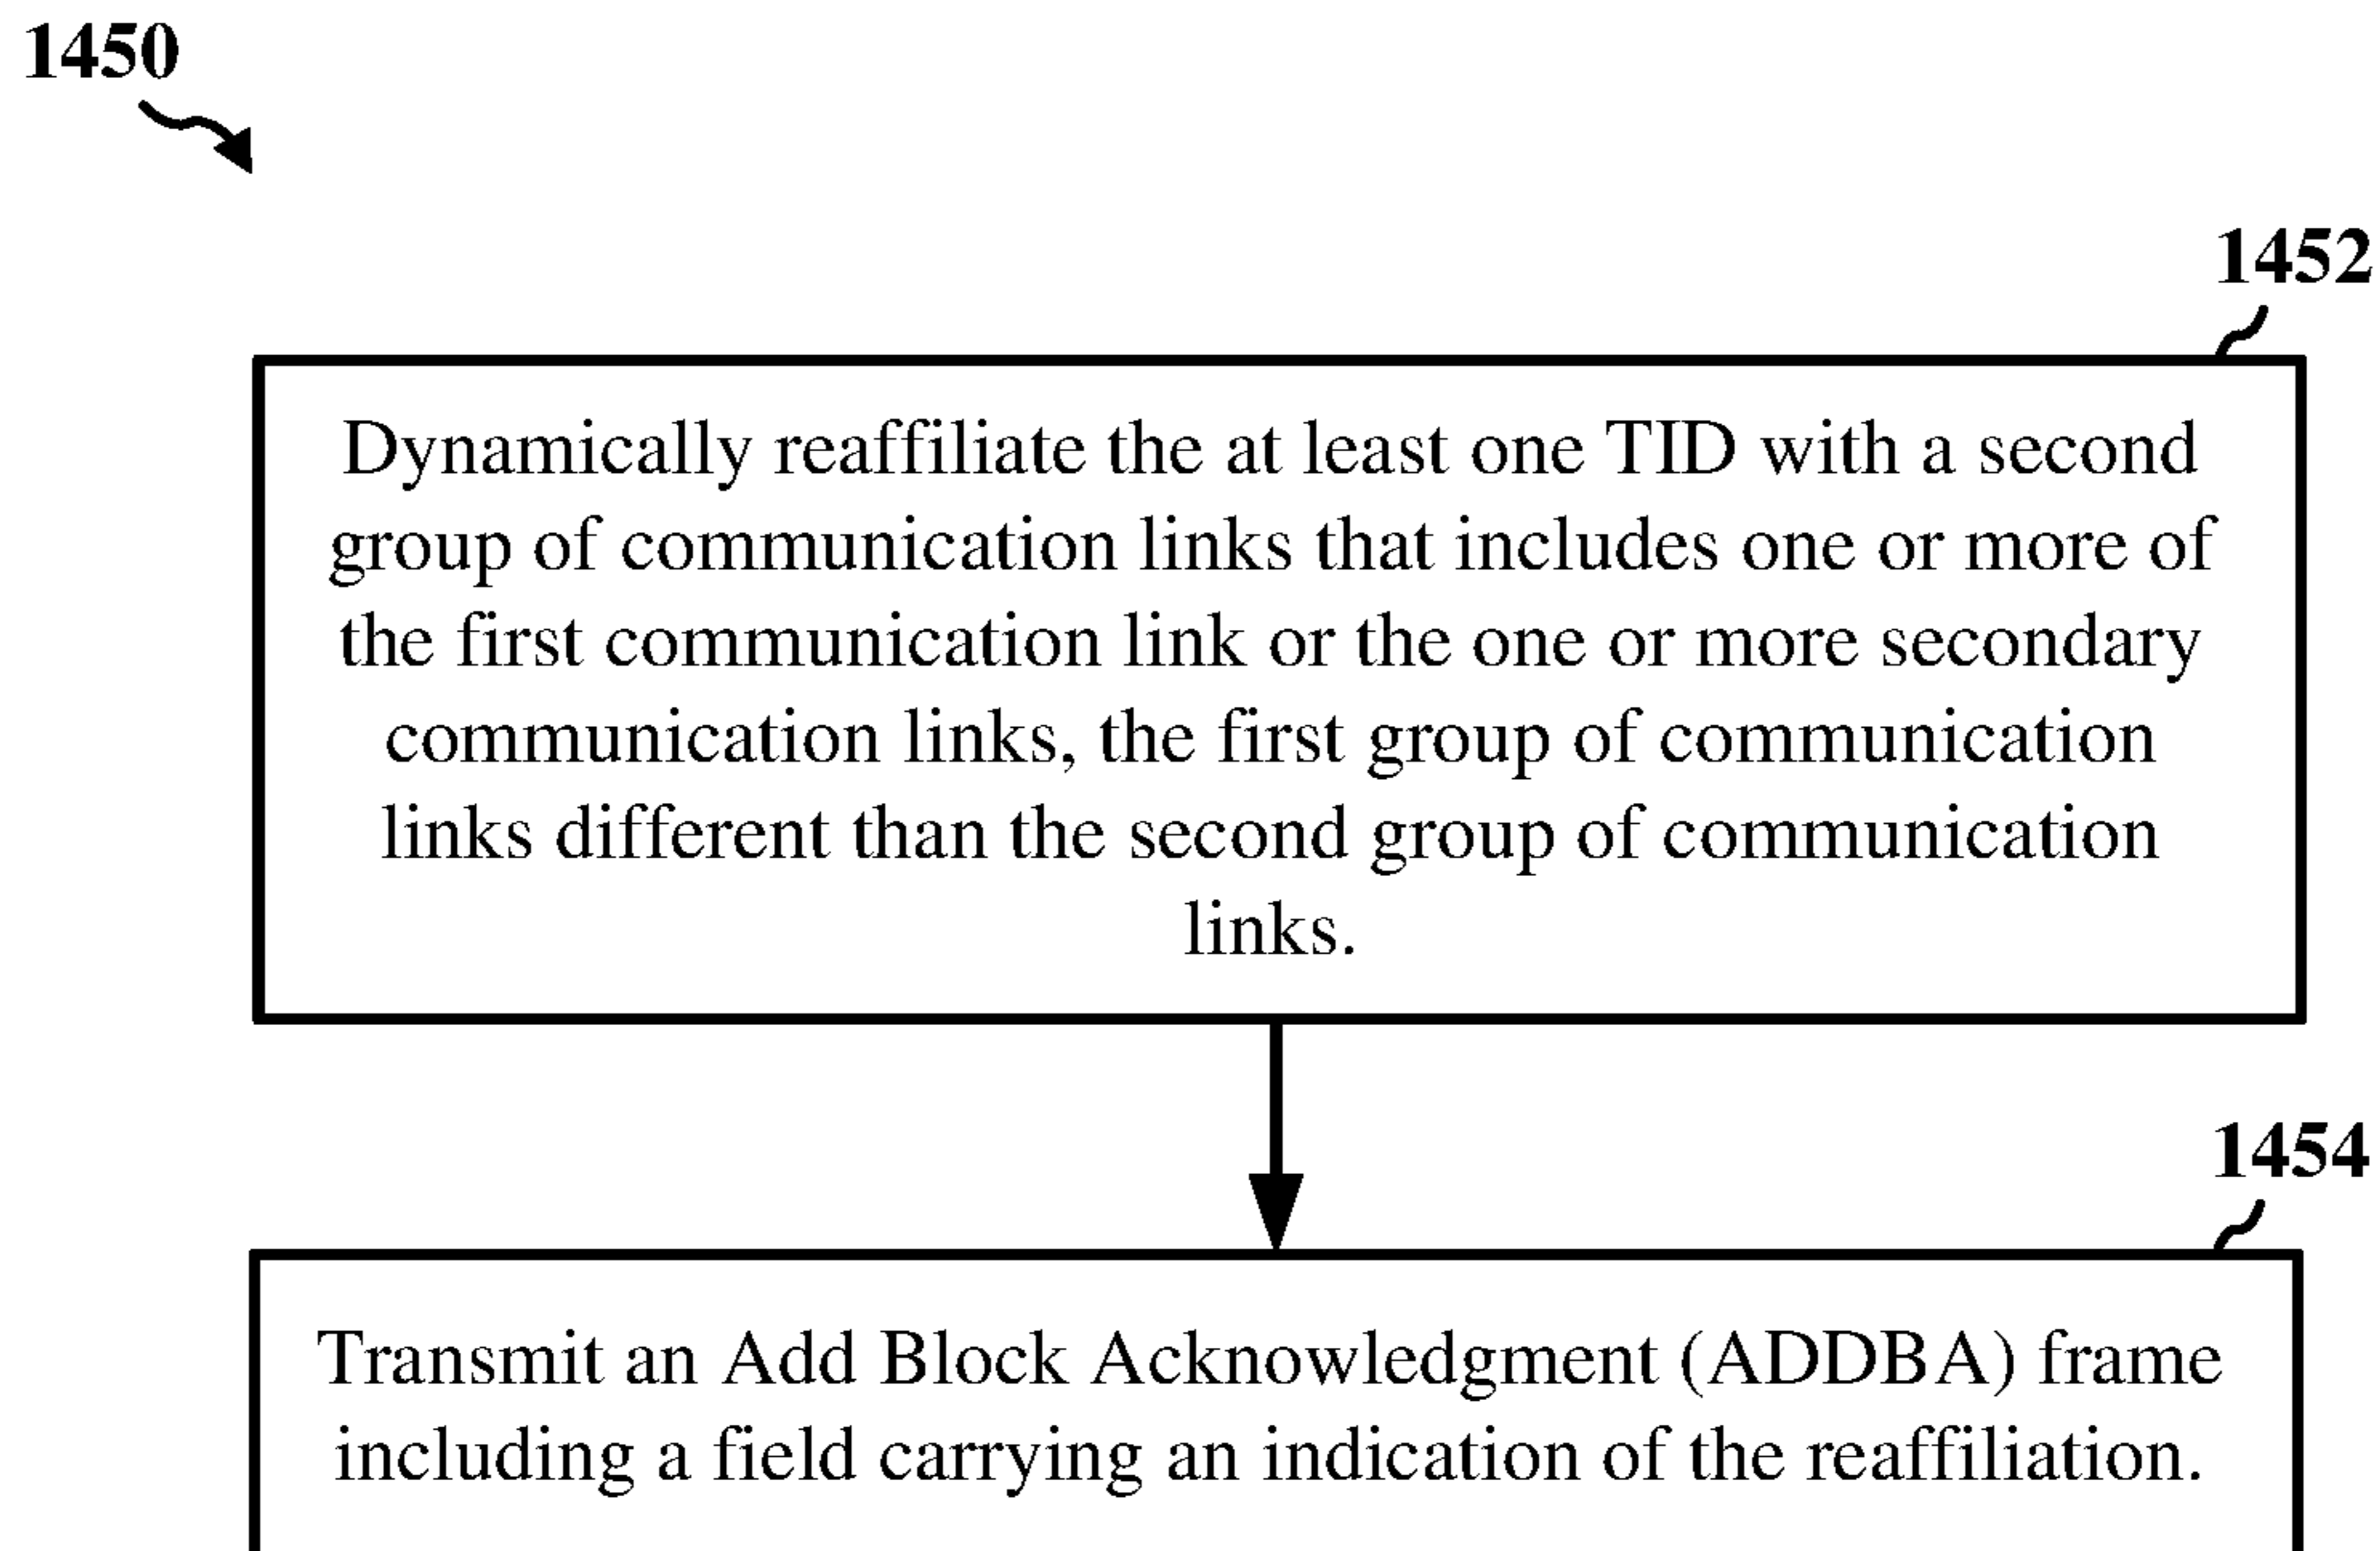 1450
1452
Dynamically reaffiliate the at least one TID with a second
group of communication links that includes one or more of
the first communication link or the one or more secondary
communication links, the first group of communication
links different than the second group of communication
links.
1454
Transmit an Add Block Acknowledgment (ADDBA) frame
including a field carrying an indication of the reaffiliation.